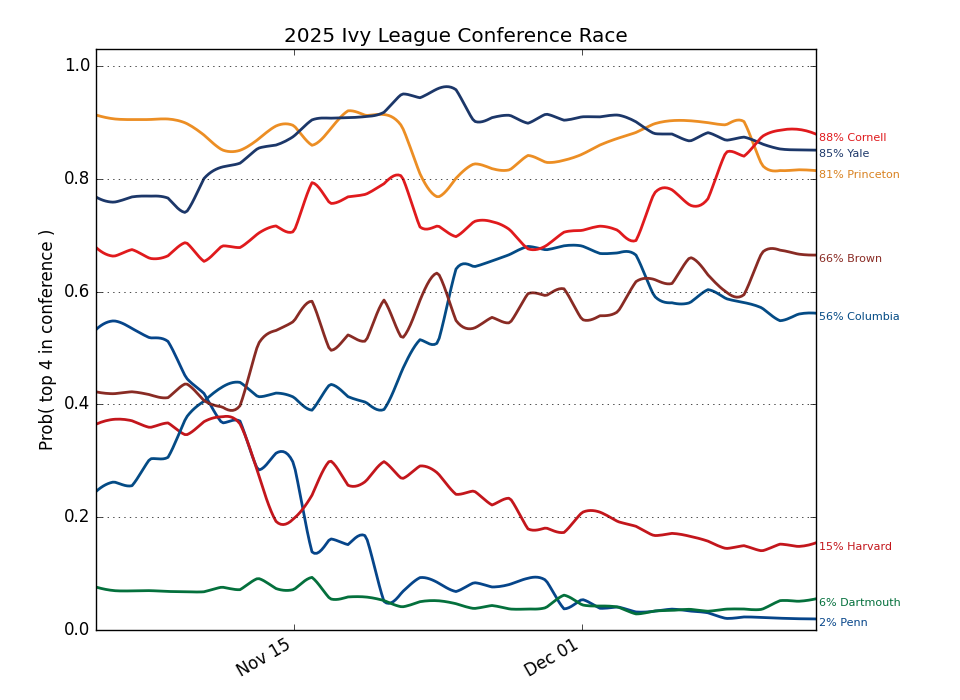 2025 Ivy League Conference Race
Prob( top 4 in conference )
1.0
0.8
0.6
0.4
0.2
0.0
Nov 15
Dec 01
88% Cornell
85% Yale
81% Princeton
66% Brown
56% Columbia
15% Harvard
6% Dartmouth
2% Penn